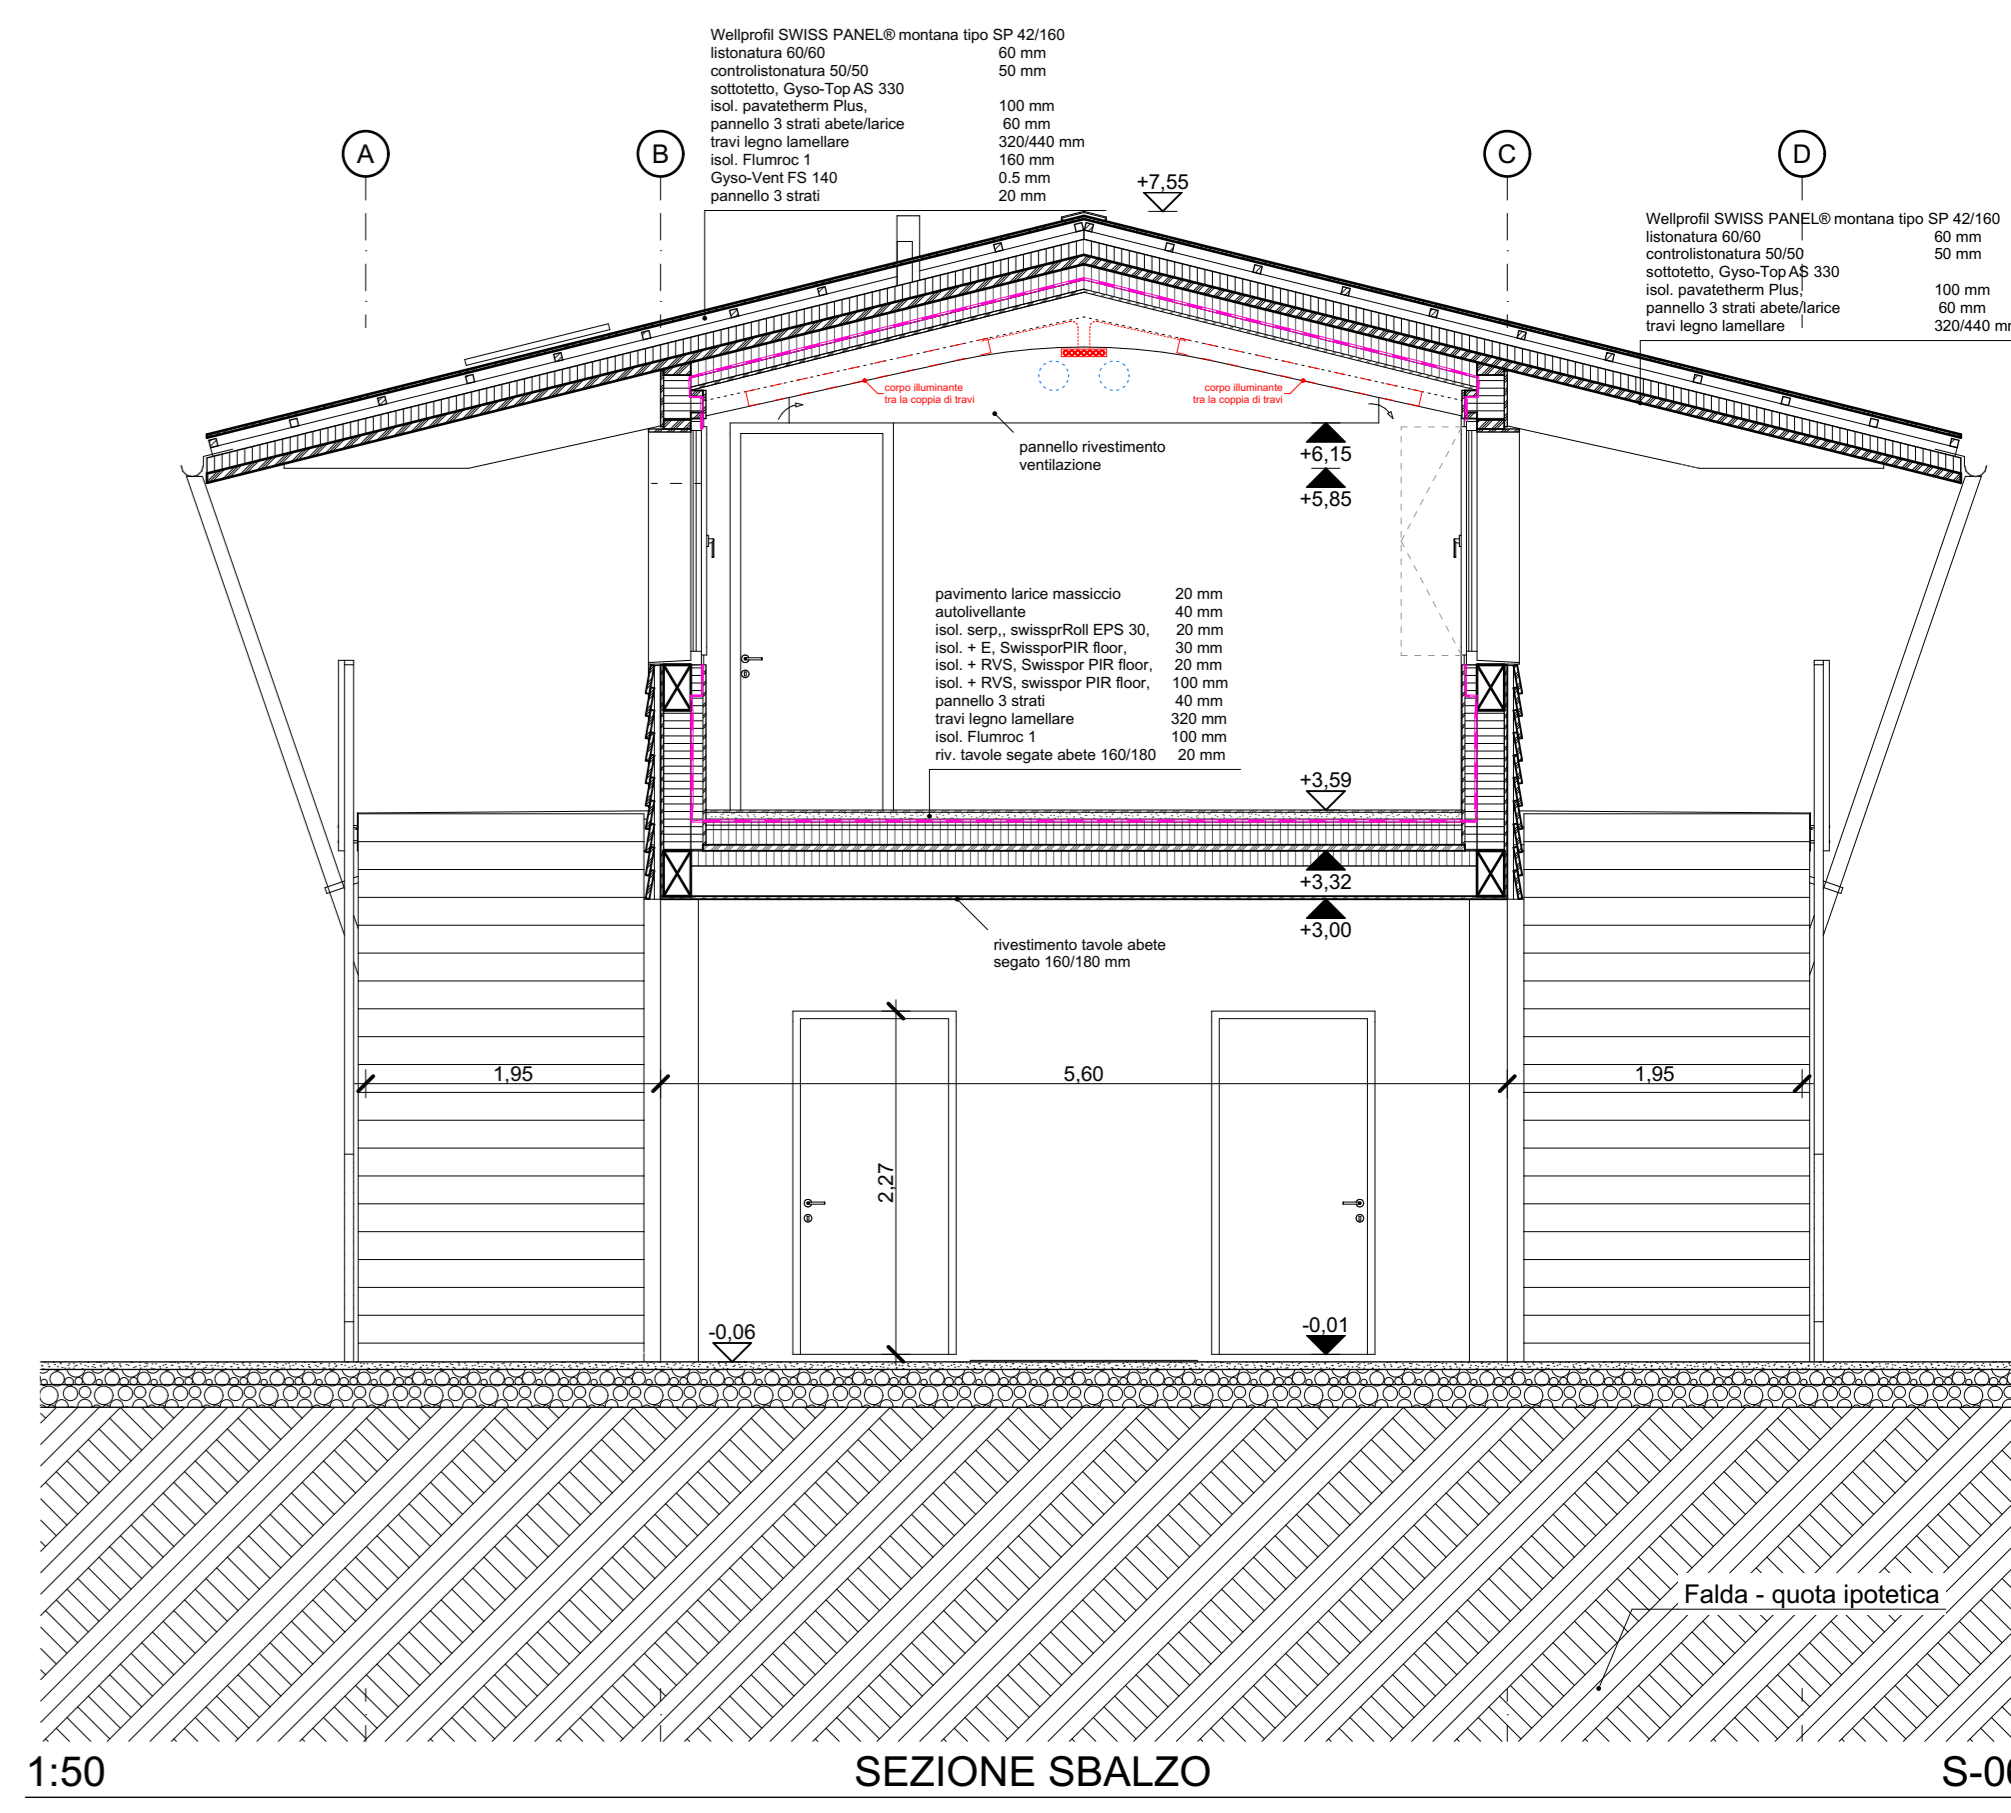 Wellprofil SWISS PANEL® montana tipo SP 42/160
listonatura 60/60 60 mm
controlistonatura 50/50 50 mm
sottotetto, Gyso-Top AS 330
isol. pavatetherm Plus, 100 mm
pannello 3 strati abete/larice 60 mm
travi legno lamellare 320/440 mm
isol. Flumroc 1 160 mm
Gyso-Vent FS 140 0.5 mm
pannello 3 strati 20 mm
A
B
C
D
+7,55
Wellprofil SWISS PANEL® montana tipo SP 42/160
listonatura 60/60 60 mm
controlistonatura 50/50 50 mm
sottotetto, Gyso-Top AS 330
isol. pavatetherm Plus, 100 mm
pannello 3 strati abete/larice 60 mm
travi legno lamellare 320/440 m
corpo illuminante
tra la coppia di travi
corpo illuminante
tra la coppia di travi
pannello rivestimento
ventilazione
+6,15
+5,85
pavimento larice massiccio 20 mm
autolivellante 40 mm
isol. serp,, swissprRoll EPS 30, 20 mm
isol. + E, SwissporPIR floor, 30 mm
isol. + RVS, Swisspor PIR floor, 20 mm
isol. + RVS, swisspor PIR floor, 100 mm
pannello 3 strati 40 mm
travi legno lamellare 320 mm
isol. Flumroc 1 100 mm
riv. tavole segate abete 160/180 20 mm
+3,59
+3,32
+3,00
rivestimento tavole abete
segato 160/180 mm
1,95
5,60
1,95
2,27
-0,06
-0,01
Falda - quota ipotetica
1:50
SEZIONE SBALZO
S-0